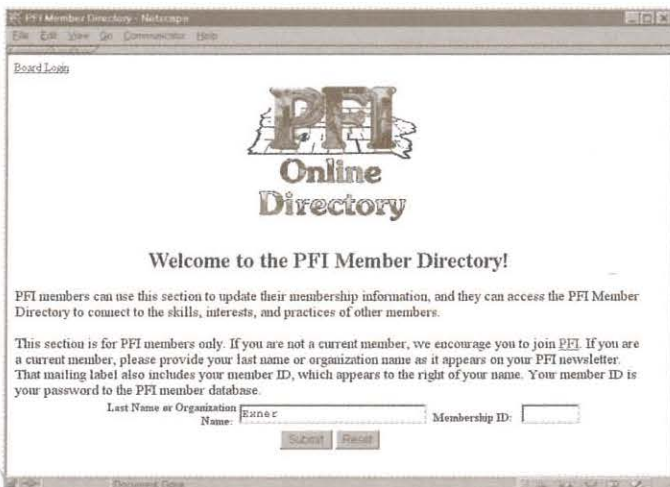 PFI Member Directory - Netscape
File Edit View Go Communicator Help
Board Login
PFI
Online
Directory
Welcome to the PFI Member Directory!
PFI members can use this section to update their membership information, and they can access the PFI Member
Directory to connect to the skills, interests, and practices of other members.
This section is for PFI members only. If you are not a current member, we encourage you to join PFI. If you are
a current member, please provide your last name or organization name as it appears on your PFI newsletter.
That mailing label also includes your member ID, which appears to the right of your name. Your member ID is
your password to the PFI member database.
Last Name or Organization
Name: Exner Membership ID:
Submit Reset
Document Done